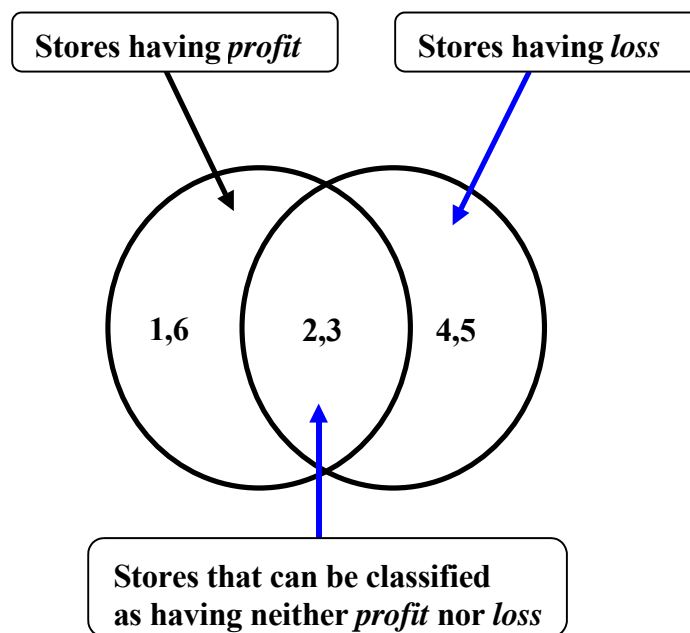 Stores having profit
Stores having loss
1,6
2,3
4,5
Stores that can be classified
as having neither profit nor loss